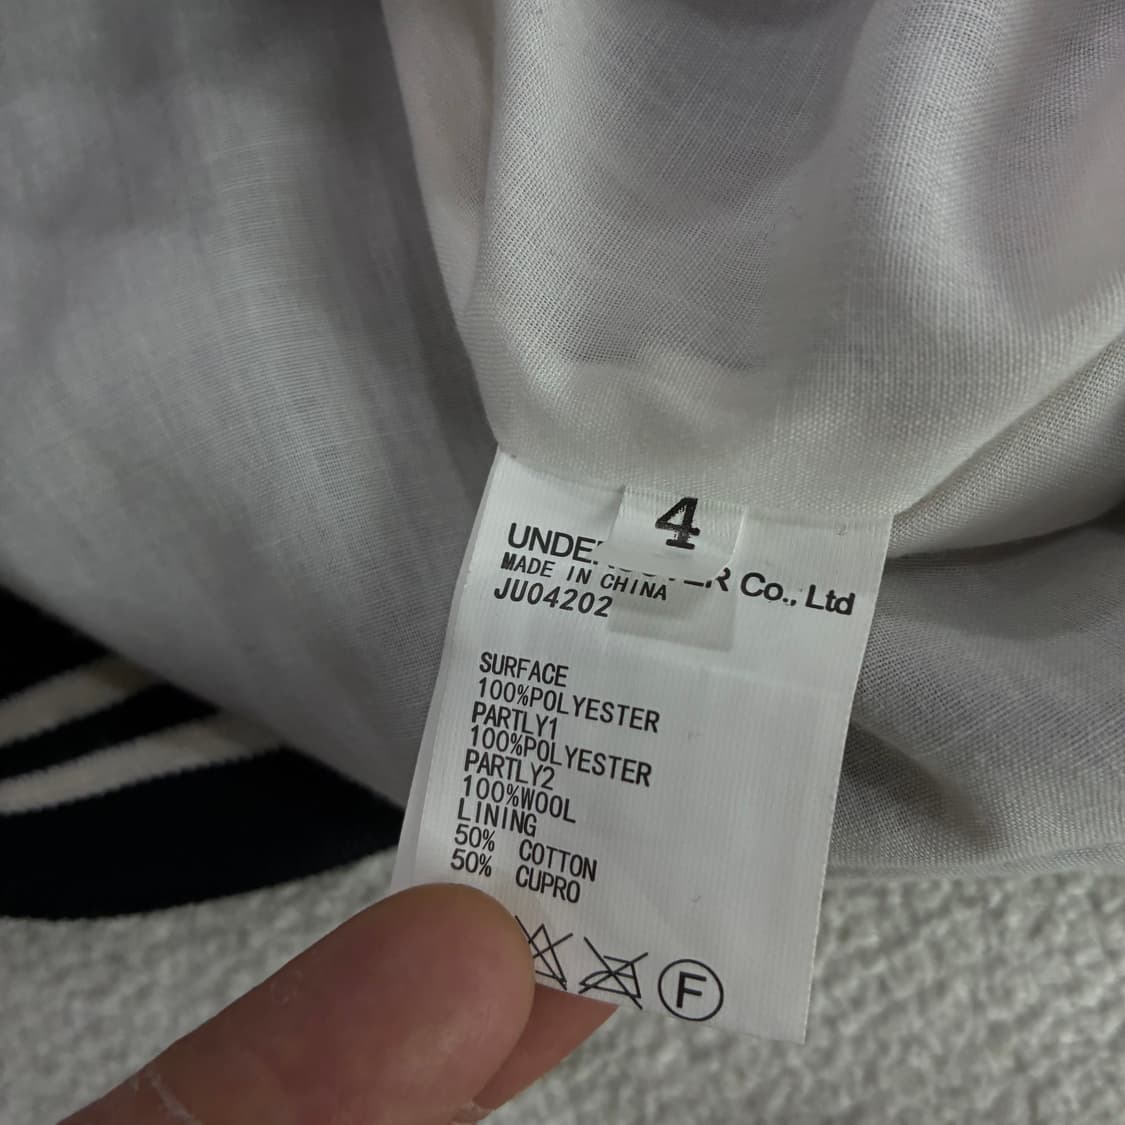 4
Co., Ltd
MADE IN CHINA
JU04202
SURFACE
100%POLYESTER
PARTLY1
100%POLYESTER
PARTLY2
100%WOOL
LINING
50% COTTON
50% CUPRO
F